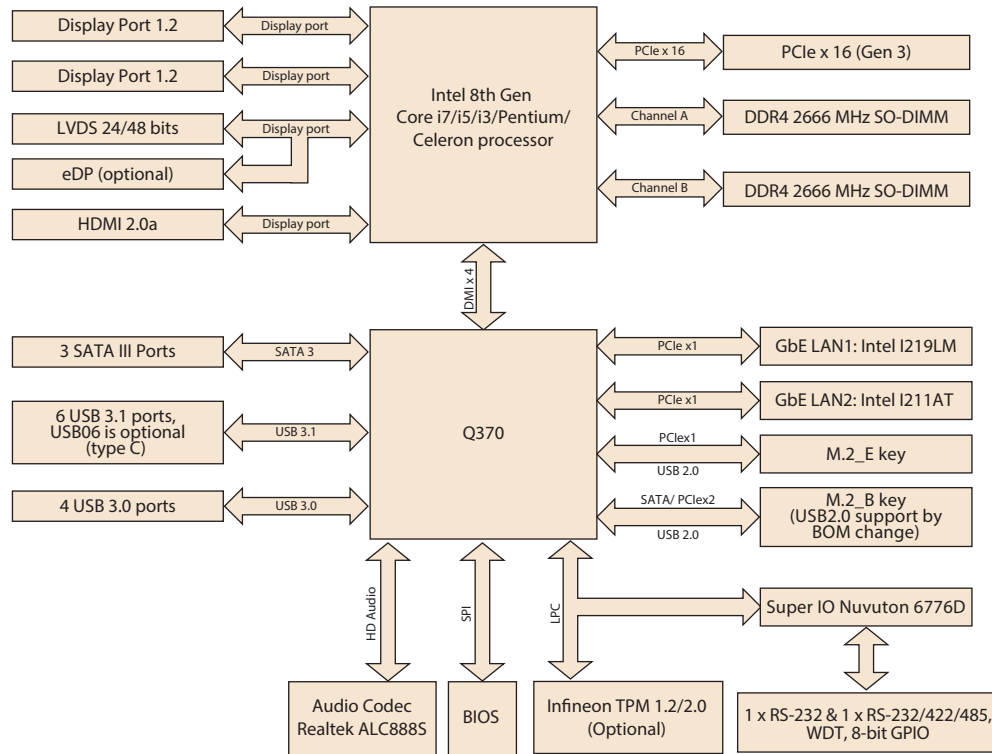 Display Port 1.2
Display port
Display Port 1.2
Display port
LVDS 24/48 bits
Display port
eDP (optional)
HDMI 2.0a
Display port
Intel 8th Gen
Core i7/i5/i3/Pentium/
Celeron processor
PCIe x 16
PCIe x 16 (Gen 3)
Channel A
DDR4 2666 MHz SO-DIMM
Channel B
DDR4 2666 MHz SO-DIMM
DMI x 4
3 SATA III Ports
SATA 3
6 USB 3.1 ports,
USB06 is optional
(type C)
USB 3.1
4 USB 3.0 ports
USB 3.0
Q370
PCIe x1
GbE LAN1: Intel I219LM
PCIe x1
GbE LAN2: Intel I211AT
PCIex1
USB 2.0
M.2_E key
SATA/ PCIex2
USB 2.0
M.2_B key
(USB2.0 support by
BOM change)
HD Audio
SPI
LPC
Super IO Nuvuton 6776D
Audio Codec
Realtek ALC888S
BIOS
Infineon TPM 1.2/2.0
(Optional)
1 x RS-232 & 1 x RS-232/422/485,
WDT, 8-bit GPIO